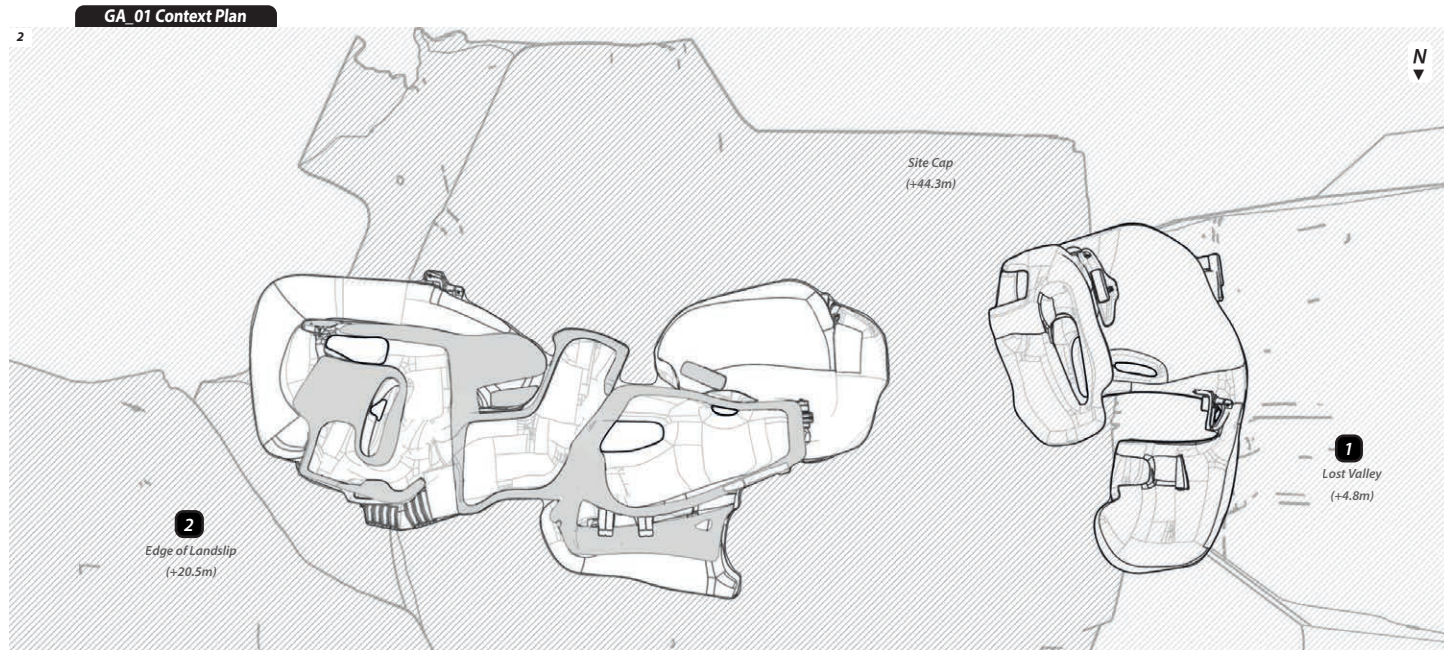 GA_01 Context Plan
2
N
Site Cap
(+44.3m)
1
Lost Valley
(+4.8m)
2
Edge of Landslip
(+20.5m)